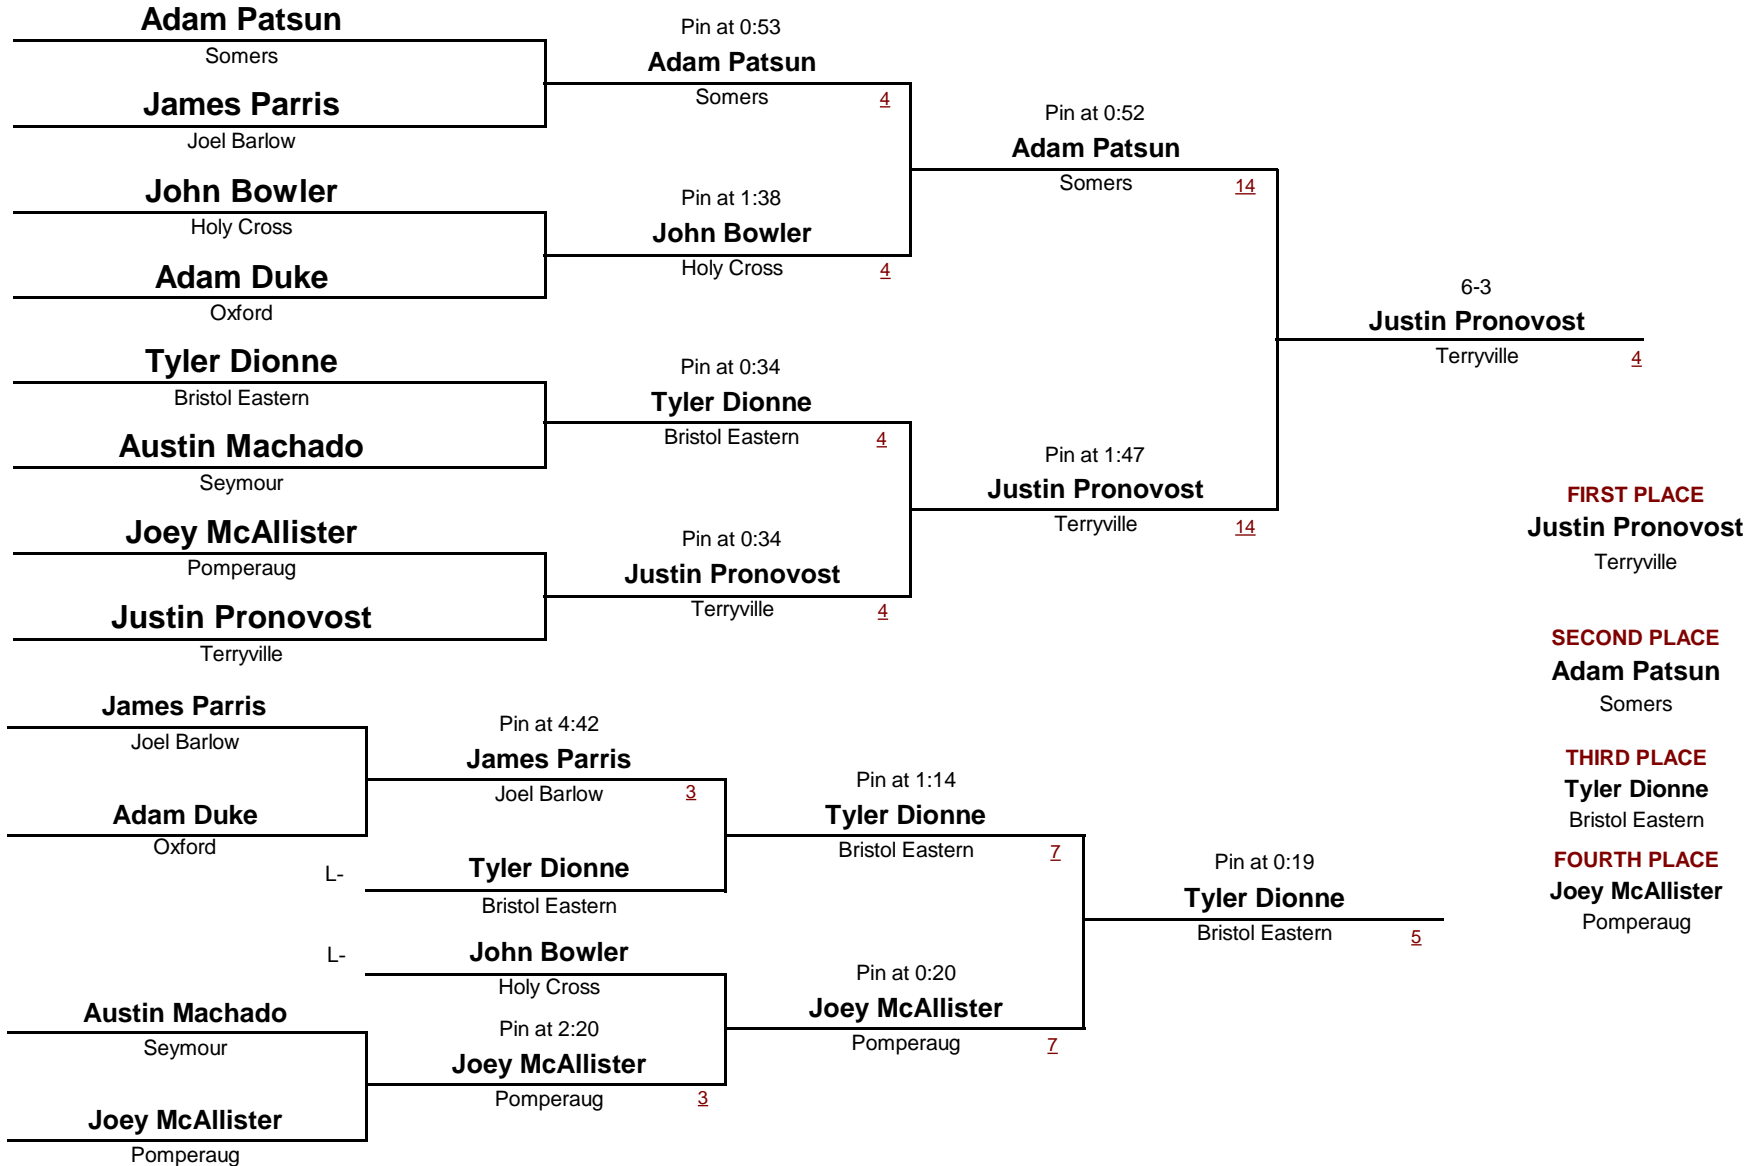 Adam Patsun
Somers
James Parris
Joel Barlow
John Bowler
Holy Cross
Adam Duke
Oxford
Tyler Dionne
Bristol Eastern
Austin Machado
Seymour
Joey McAllister
Pomperaug
Justin Pronovost
Terryville
Pin at 0:53
Adam Patsun
Somers 4
Pin at 1:38
John Bowler
Holy Cross 4
Pin at 0:34
Tyler Dionne
Bristol Eastern 4
Pin at 0:34
Justin Pronovost
Terryville 4
Pin at 0:52
Adam Patsun
Somers 14
Pin at 1:47
Justin Pronovost
Terryville 14
6-3
Justin Pronovost
Terryville 4
FIRST PLACE
Justin Pronovost
Terryville
SECOND PLACE
Adam Patsun
Somers
THIRD PLACE
Tyler Dionne
Bristol Eastern
FOURTH PLACE
Joey McAllister
Pomperaug
James Parris
Joel Barlow
Adam Duke
Oxford
Austin Machado
Seymour
Joey McAllister
Pomperaug
Pin at 4:42
James Parris
Joel Barlow 3
L- Tyler Dionne
Bristol Eastern
L- John Bowler
Holy Cross
Pin at 2:20
Joey McAllister
Pomperaug 3
Pin at 1:14
Tyler Dionne
Bristol Eastern 7
Pin at 0:20
Joey McAllister
Pomperaug 7
Pin at 0:19
Tyler Dionne
Bristol Eastern 5